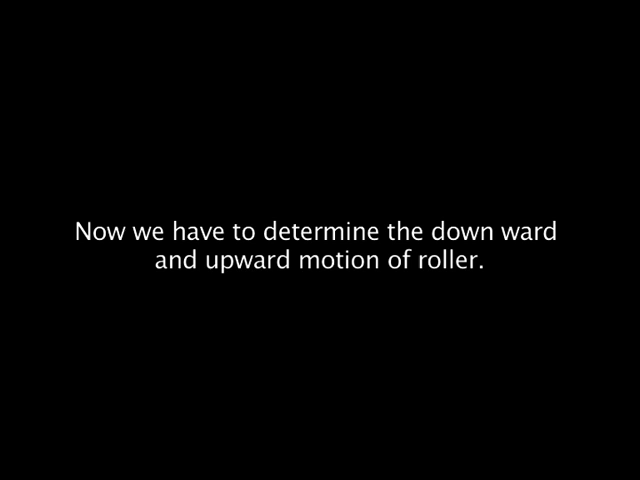 Now we have to determine the down ward
and upward motion of roller.